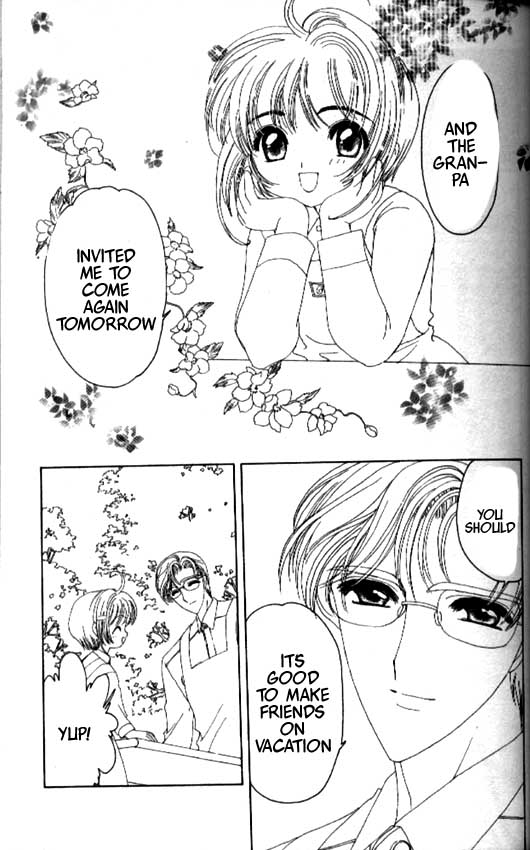 AND
THE
GRAN-
PA
INVITED
ME TO
COME
AGAIN
TOMORROW
YOU
SHOULD
ITS
GOOD
TO MAKE
FRIENDS
ON
VACATION
YUP!